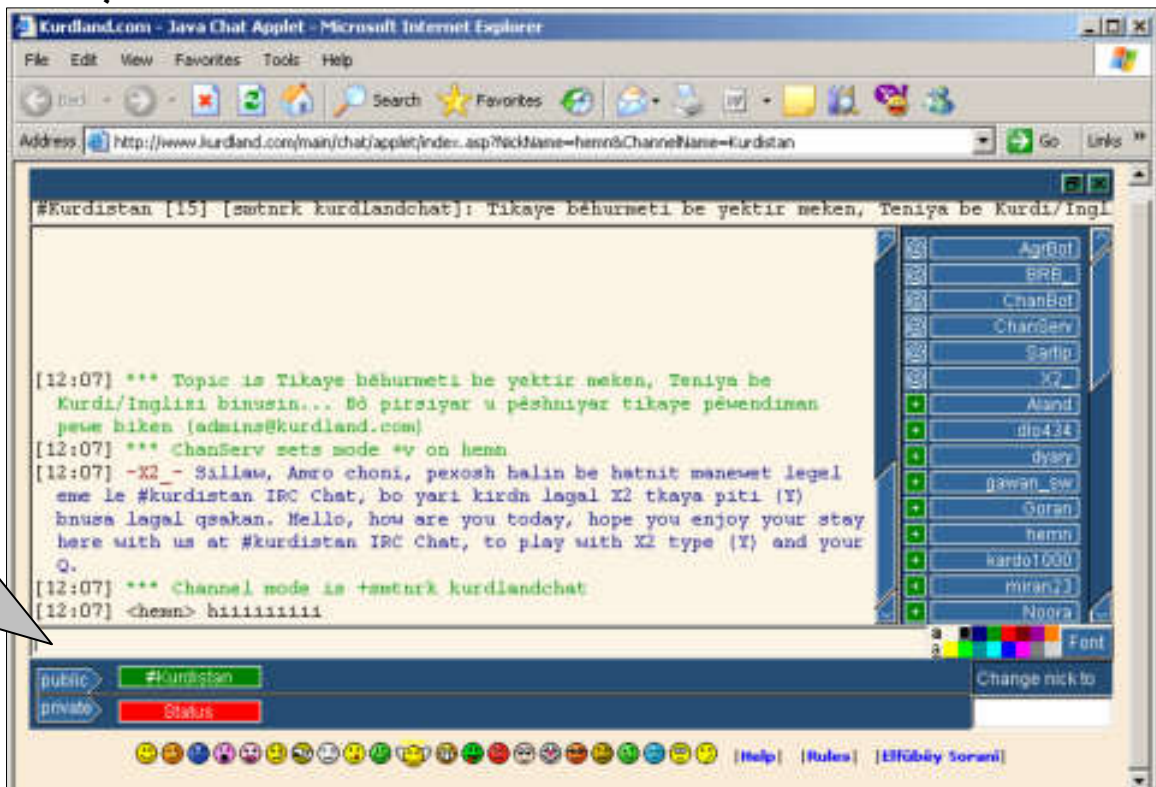 Kurdland.com - Java Chat Applet - Microsoft Internet Explorer
File Edit View Favorites Tools Help
Back Search Favorites
Address http://www.kurdland.com/main/chat/applet/index.asp?NickName=hemn&ChannelName=Kurdistan Go Links »
#Kurdistan [15] [smtnrk kurdlandchat]: Tikaye bêhurmeti be yektir meken, Teniya be Kurdi/Ingl
[12:07] *** Topic is Tikaye bêhurmeti be yektir meken, Teniya be
Kurdi/Inglizi binusin... Bô pirsiyar u pêshniyar tikaye pêwendiman
pewe biken (admins@kurdland.com)
[12:07] *** ChanServ sets mode +v on hemn
[12:07] -X2_- Sillaw, Amro choni, pexosh halin be hatnit manewet legel
eme le #kurdistan IRC Chat, bo yari kirdn lagal X2 tkaya piti (Y)
bnusa lagal qsakan. Hello, how are you today, hope you enjoy your stay
here with us at #kurdistan IRC Chat, to play with X2 type (Y) and your
Q.
[12:07] *** Channel mode is +smtnrk kurdlandchat
[12:07] <hemn> hiiiiiiiii
AgrBot
BRB_
ChanBot
ChanServ
Sartip
X2_
Aland
dlo434
dyary
gawan_sw
Goran
hemn
kardo1000
miran23
Noora
Font
public #Kurdistan Change nick to
private Status
|Help| |Rules| |Elfûbêy Soranî|